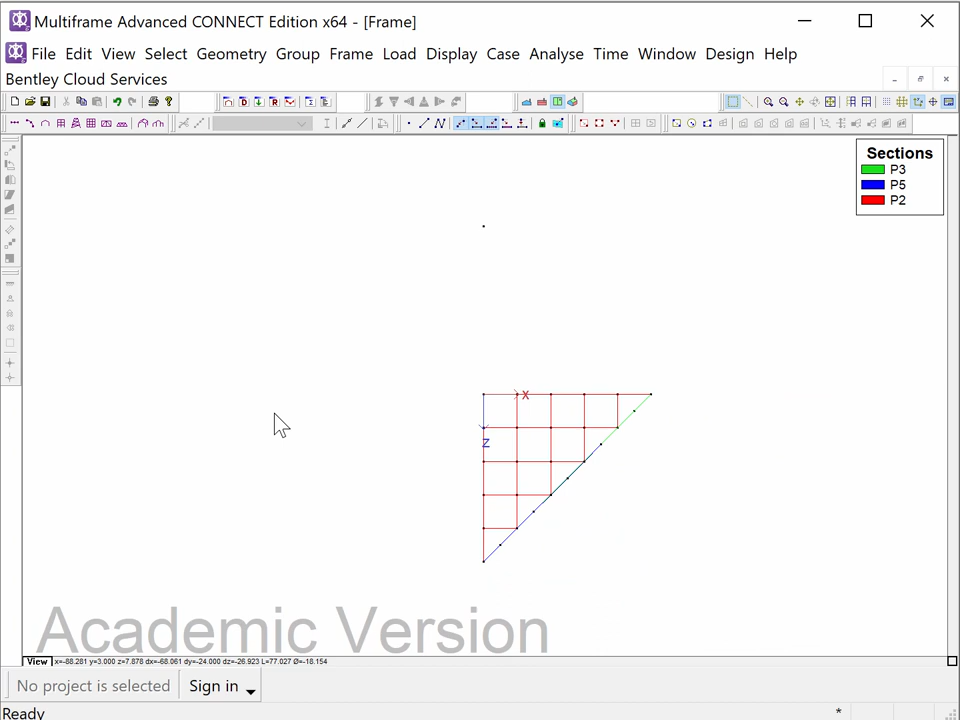 Multiframe Advanced CONNECT Edition x64 - [Frame]
File Edit View Select Geometry Group Frame Load Display Case Analyse Time Window Design Help
Bentley Cloud Services
Sections
P3
P5
P2
X
Z
Academic Version
View x=-88.281 y=3.000 z=7.878 dx=-68.061 dy=-24.000 dz=-26.923 L=77.027 Ø=-18.154
No project is selected Sign in
Ready *